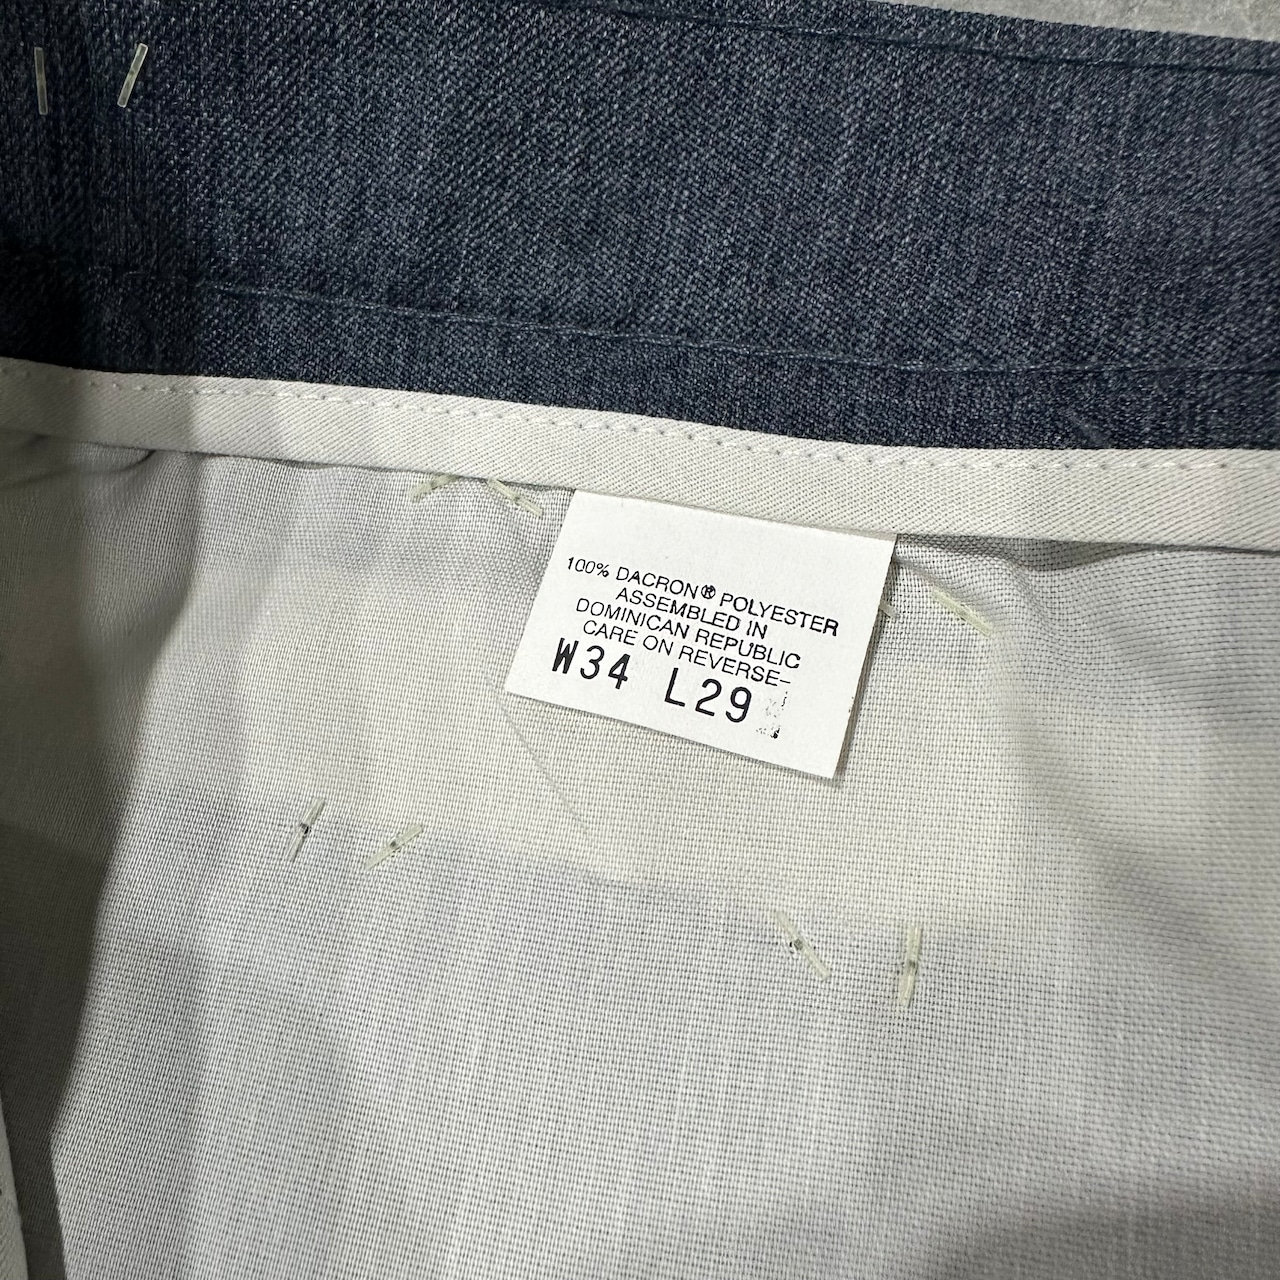 100% DACRON® POLYESTER
ASSEMBLED IN
DOMINICAN REPUBLIC
CARE ON REVERSE-
W34 L29